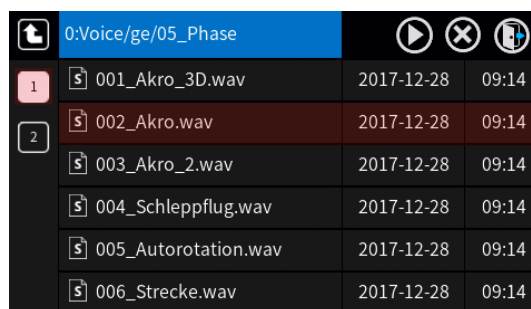 0:Voice/ge/05_Phase
1 001_Akro_3D.wav 2017-12-28 09:14
002_Akro.wav 2017-12-28 09:14
2
003_Akro_2.wav 2017-12-28 09:14
004_Schleppflug.wav 2017-12-28 09:14
005_Autorotation.wav 2017-12-28 09:14
006_Strecke.wav 2017-12-28 09:14